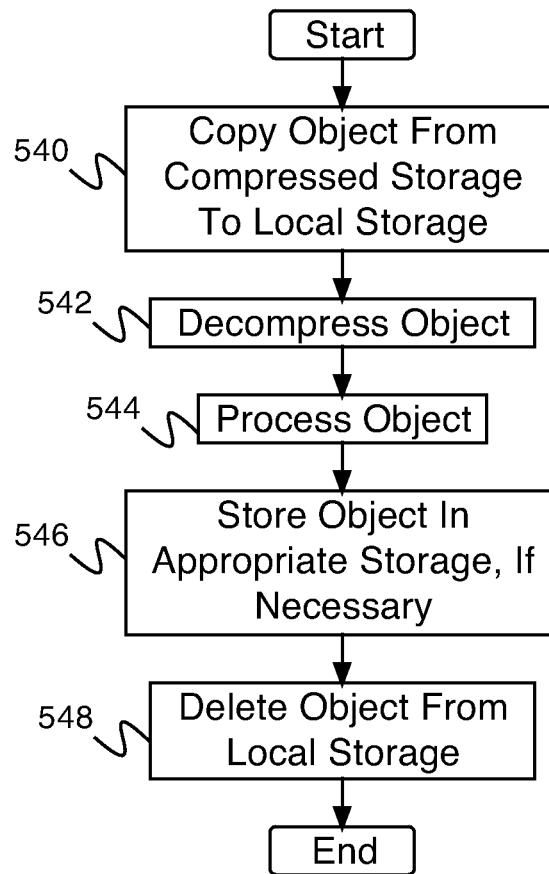 Start
540
Copy Object From
Compressed Storage
To Local Storage
542
Decompress Object
544
Process Object
546
Store Object In
Appropriate Storage, If
Necessary
548
Delete Object From
Local Storage
End